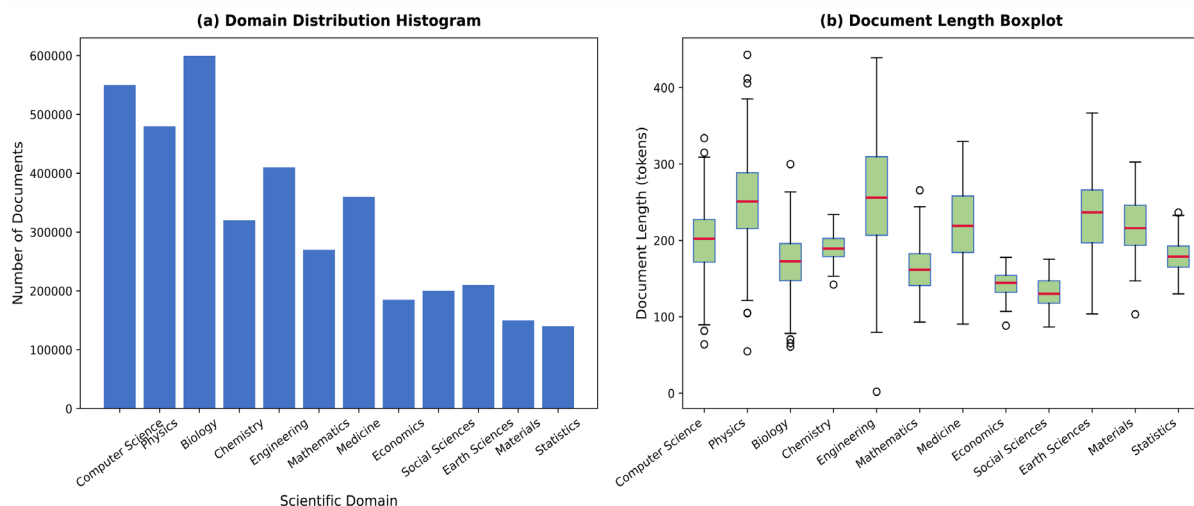 (a) Domain Distribution Histogram
Number of Documents
600000
500000
400000
300000
200000
100000
0
Computer Science
Physics
Biology
Chemistry
Engineering
Mathematics
Medicine
Economics
Social Sciences
Earth Sciences
Materials
Statistics
Scientific Domain
(b) Document Length Boxplot
Document Length (tokens)
400
300
200
100
0
Computer Science
Physics
Biology
Chemistry
Engineering
Mathematics
Medicine
Economics
Social Sciences
Earth Sciences
Materials
Statistics